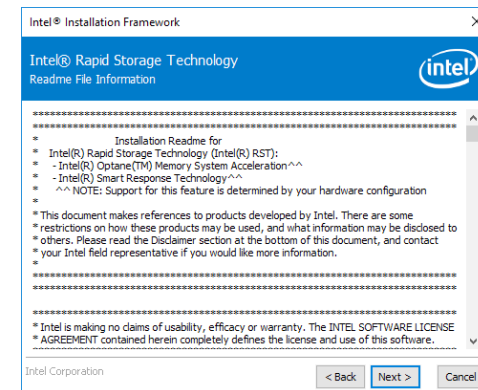 Intel® Installation Framework
Intel® Rapid Storage Technology
Readme File Information
intel
*******************************************************************************
*******************************************************************************
* Installation Readme for
* Intel(R) Rapid Storage Technology (Intel(R) RST):
* - Intel(R) Optane(TM) Memory System Acceleration^^
* - Intel(R) Smart Response Technology^^
* ^^ NOTE: Support for this feature is determined by your hardware configuration
*
* This document makes references to products developed by Intel. There are some
* restrictions on how these products may be used, and what information may be disclosed to
* others. Please read the Disclaimer section at the bottom of this document, and contact
* your Intel field representative if you would like more information.
*
*******************************************************************************
*******************************************************************************
*******************************************************************************
* Intel is making no claims of usability, efficacy or warranty. The INTEL SOFTWARE LICENSE
* AGREEMENT contained herein completely defines the license and use of this software.
*******************************************************************************
Intel Corporation
< Back Next > Cancel